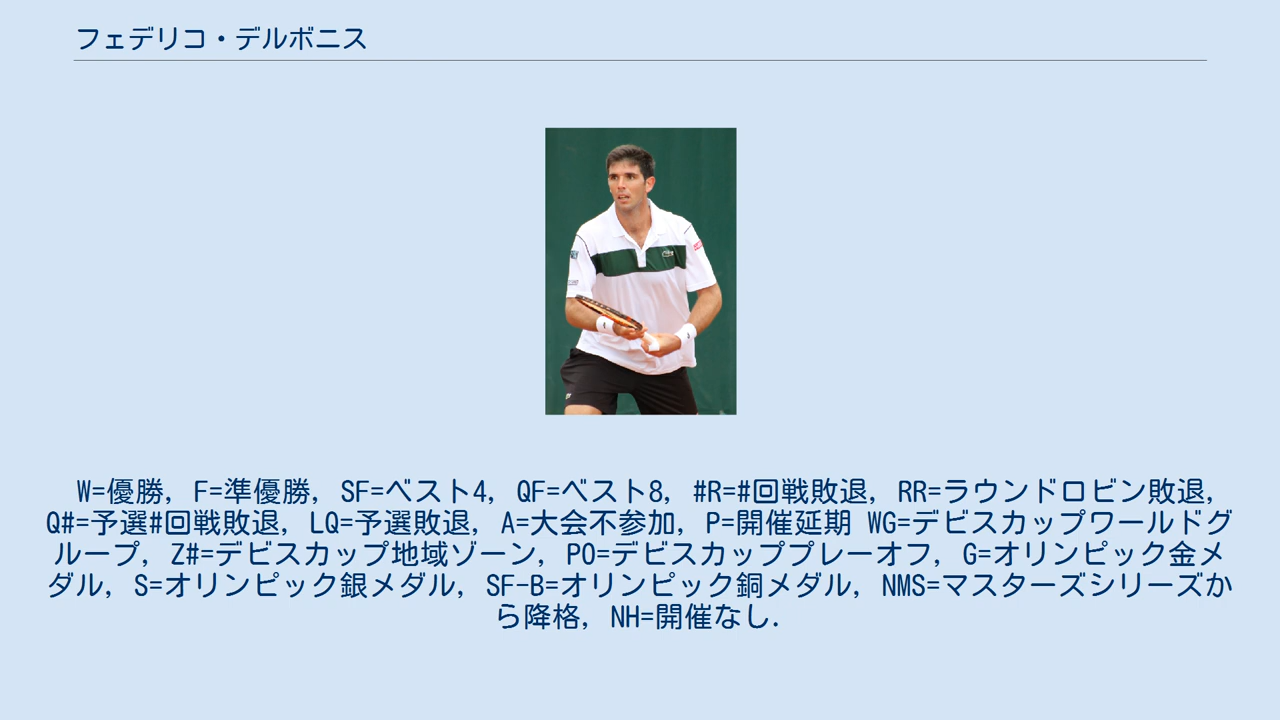 フェデリコ・デルボニス
W=優勝, F=準優勝, SF=ベスト4, QF=ベスト8, #R=#回戦敗退, RR=ラウンドロビン敗退,
Q#=予選#回戦敗退, LQ=予選敗退, A=大会不参加, P=開催延期 WG=デビスカップワールドグ
ループ, Z#=デビスカップ地域ゾーン, PO=デビスカッププレーオフ, G=オリンピック金メ
ダル, S=オリンピック銀メダル, SF-B=オリンピック銅メダル, NMS=マスターズシリーズか
ら降格, NH=開催なし.